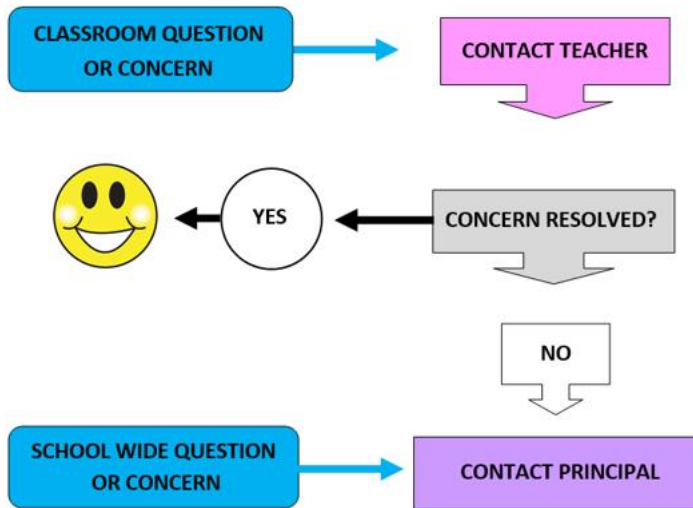 CLASSROOM QUESTION
OR CONCERN
CONTACT TEACHER
YES
CONCERN RESOLVED?
NO
SCHOOL WIDE QUESTION
OR CONCERN
CONTACT PRINCIPAL